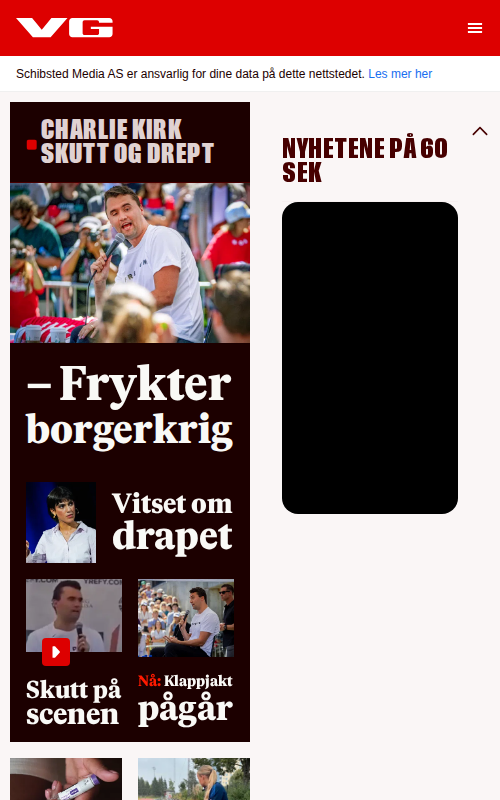 VG
Schibsted Media AS er ansvarlig for dine data på dette nettstedet. Les mer her
CHARLIE KIRK
SKUTT OG DREPT
– Frykter
borgerkrig
Vitset om
drapet
Skutt på
scenen
Nå: Klappjakt
pågår
NYHETENE PÅ 60
SEK